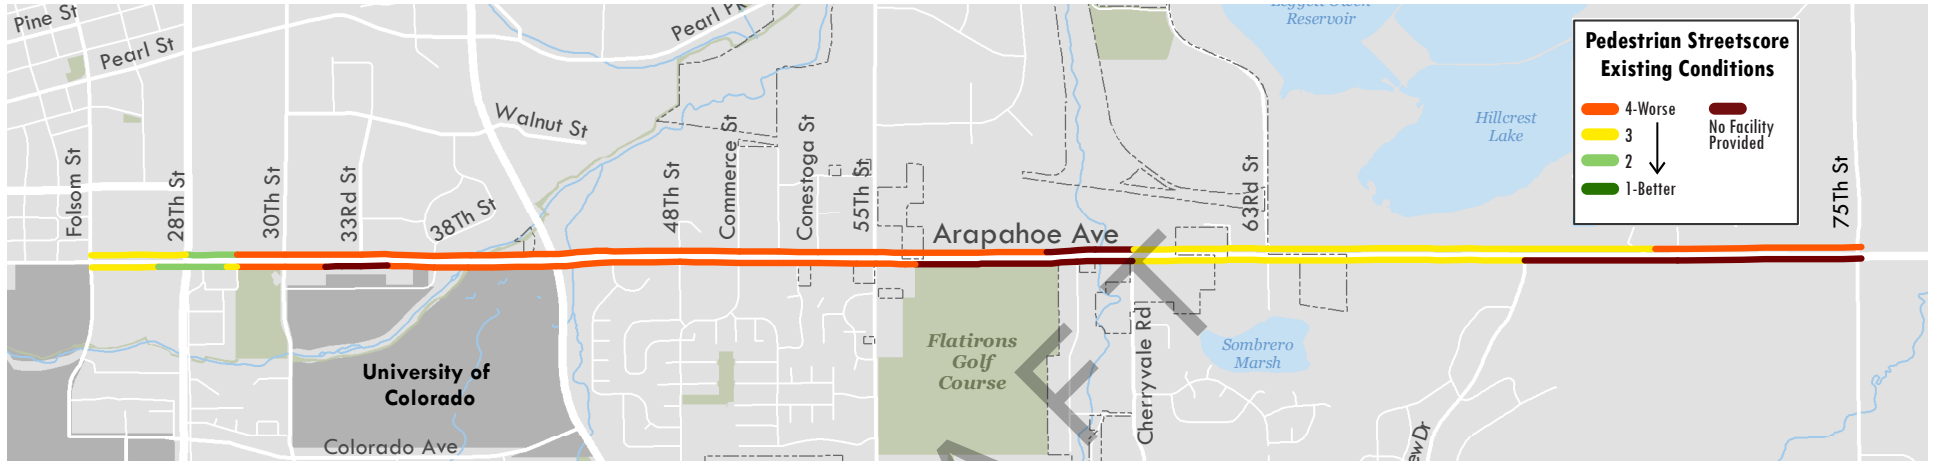 Pine St
Pearl St
Pearl Pk
Walnut St
Folsom St
28Th St
30Th St
33Rd St
38Th St
48Th St
Commerce St
Conestoga St
55Th St
Arapahoe Ave
63Rd St
75Th St
Reservoir
Hillcrest
Lake
Pedestrian Streetscore
Existing Conditions
4-Worse
3
2
1-Better
No Facility
Provided
University of
Colorado
Colorado Ave
Flatirons
Golf
Course
Cherryvale Rd
Sombrero
Marsh
ewDr
A F T